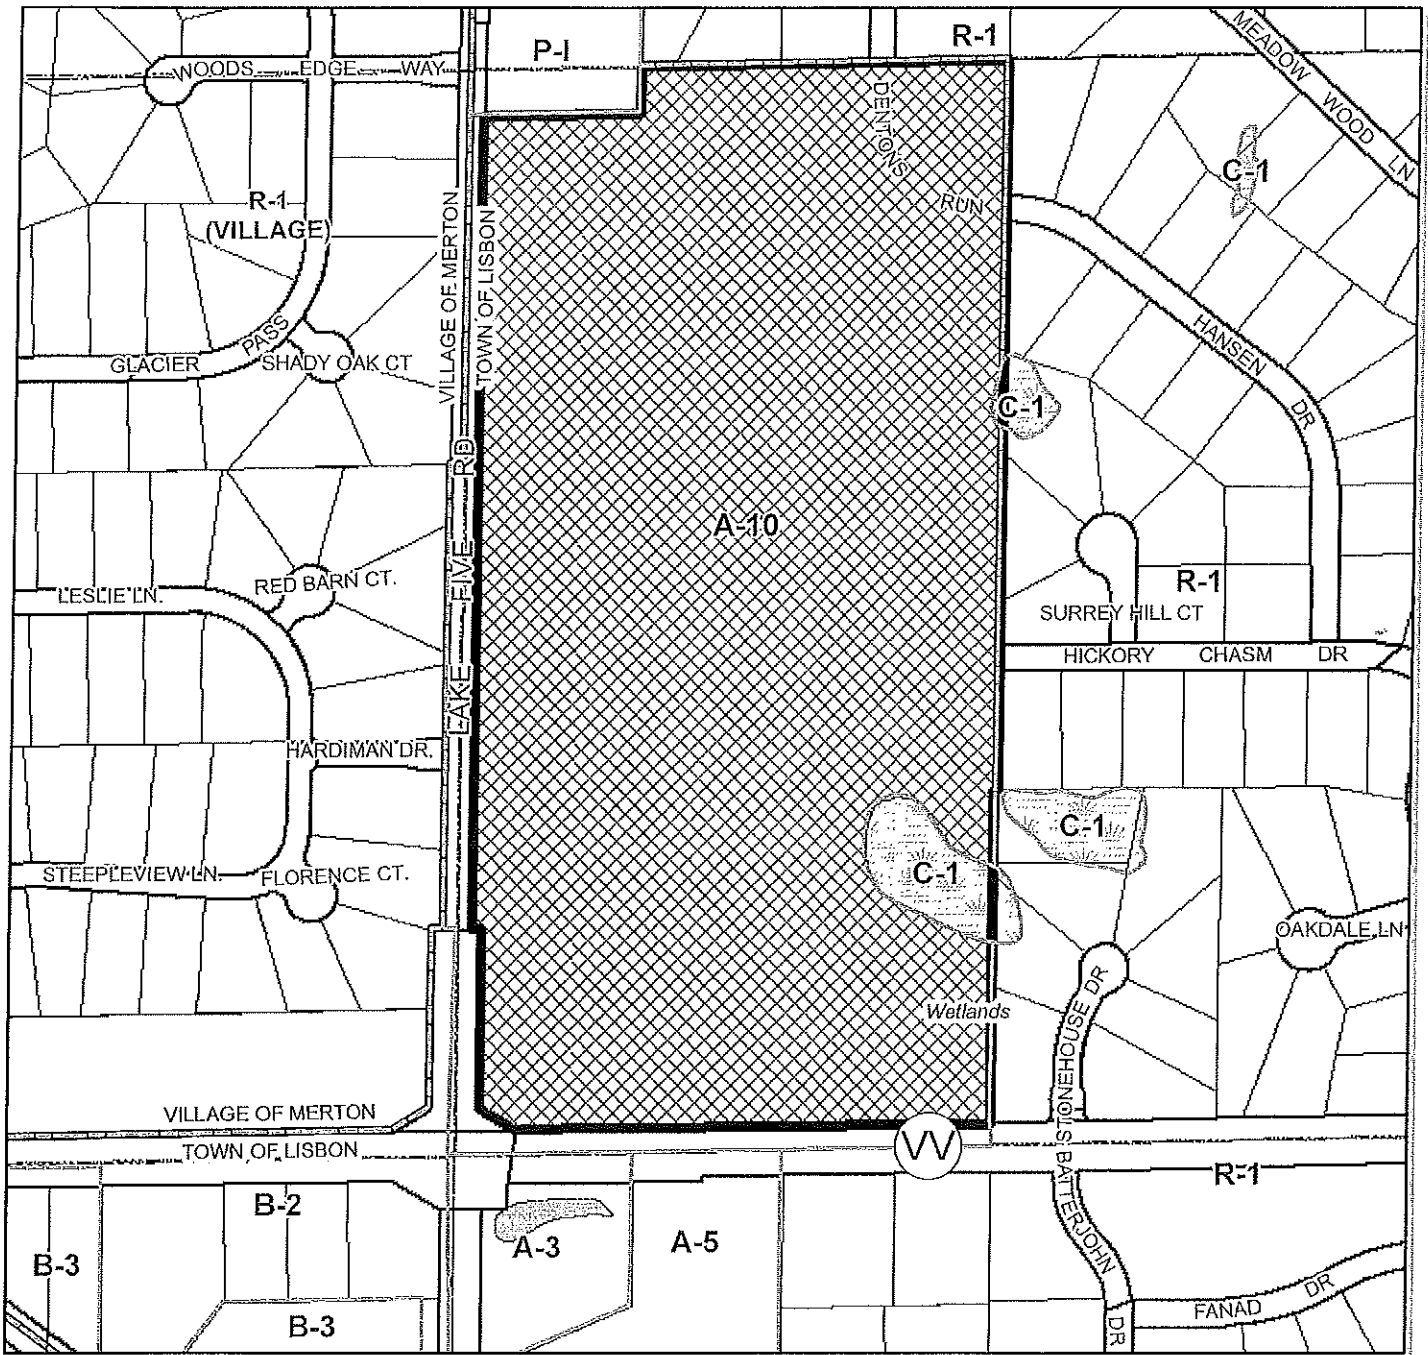 P-I
R-1
MEADOW WOOD LN
WOODS EDGE WAY
DENTONS RUN
C-1
R-1
(VILLAGE)
VILLAGE OF MERTON
TOWN OF LISBON
HANSEN DR
GLACIER PASS
SHADY OAK CT
C-1
LAKE FIVE RD
A-10
RED BARN CT.
LESLIE LN.
R-1
SURREY HILL CT
HICKORY CHASM DR
HARDIMAN DR.
C-1
C-1
STEEPLEVIEW LN.
FLORENCE CT.
OAKDALE LN
STONEHOUSE DR
Wetlands
VILLAGE OF MERTON
TOWN OF LISBON
VV
R-1
BATTERJOHN DR
B-2
A-3
A-5
B-3
FANAD DR
B-3